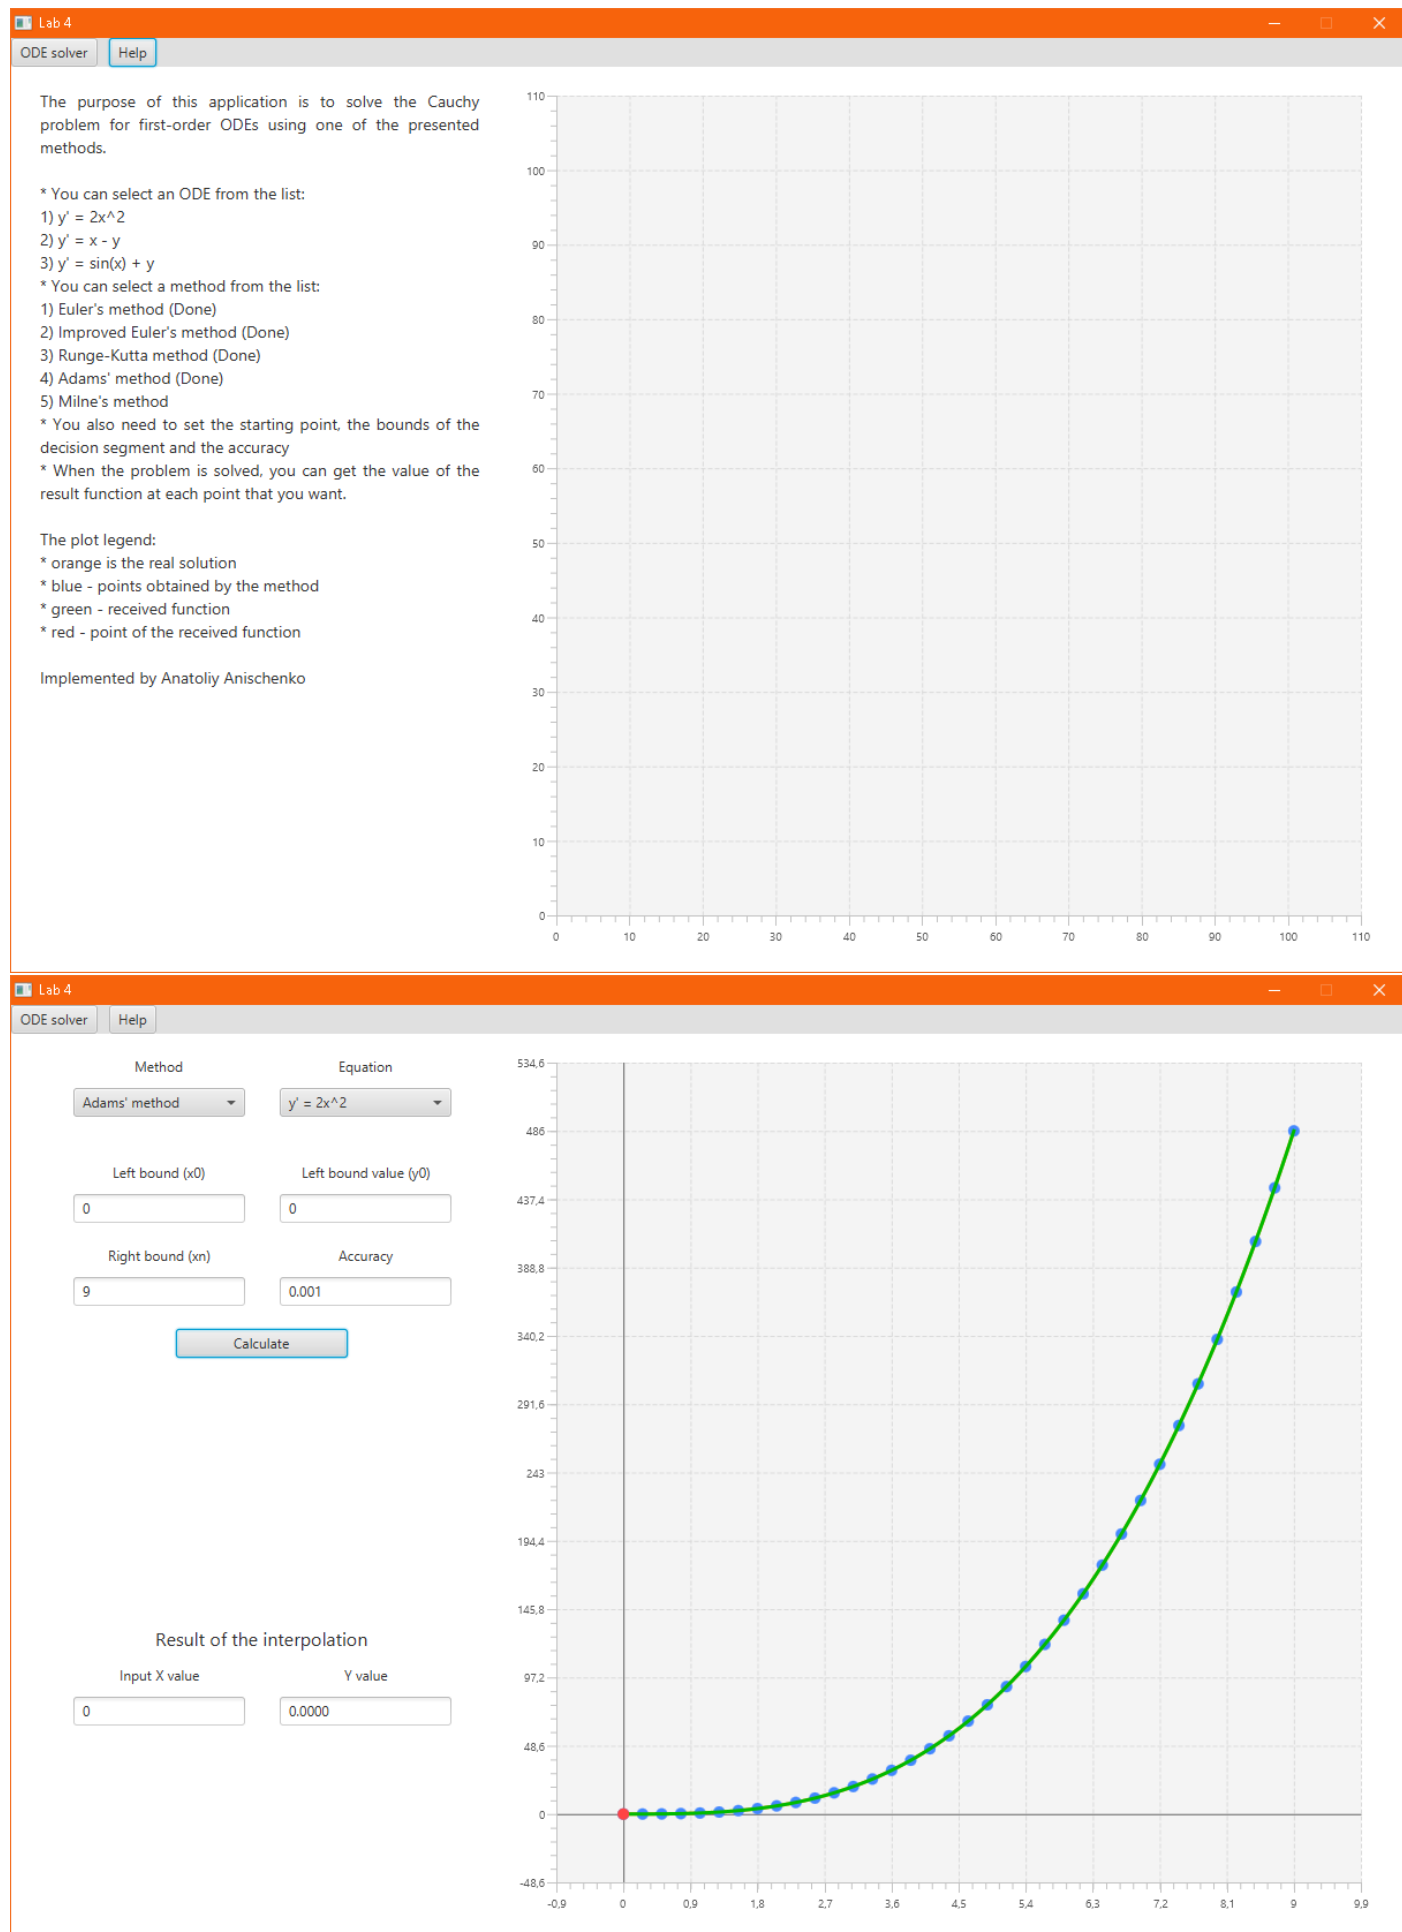 Lab 4
ODE solver
Help
The purpose of this application is to solve the Cauchy
problem for first-order ODEs using one of the presented
methods.
* You can select an ODE from the list:
1) y' = 2x^2
2) y' = x - y
3) y' = sin(x) + y
* You can select a method from the list:
1) Euler's method (Done)
2) Improved Euler's method (Done)
3) Runge-Kutta method (Done)
4) Adams' method (Done)
5) Milne's method
* You also need to set the starting point, the bounds of the
decision segment and the accuracy
* When the problem is solved, you can get the value of the
result function at each point that you want.
The plot legend:
* orange is the real solution
* blue - points obtained by the method
* green - received function
* red - point of the received function
Implemented by Anatoliy Anischenko
110
100
90
80
70
60
50
40
30
20
10
0
0 10 20 30 40 50 60 70 80 90 100 110
Lab 4
ODE solver
Help
Method
Equation
Adams' method
y' = 2x^2
Left bound (x0)
Left bound value (y0)
0
0
Right bound (xn)
Accuracy
9
0.001
Calculate
Result of the interpolation
Input X value
Y value
0
0.0000
534,6
486
437,4
388,8
340,2
291,6
243
194,4
145,8
97,2
48,6
0
-48,6
-0,9 0 0,9 1,8 2,7 3,6 4,5 5,4 6,3 7,2 8,1 9 9,9